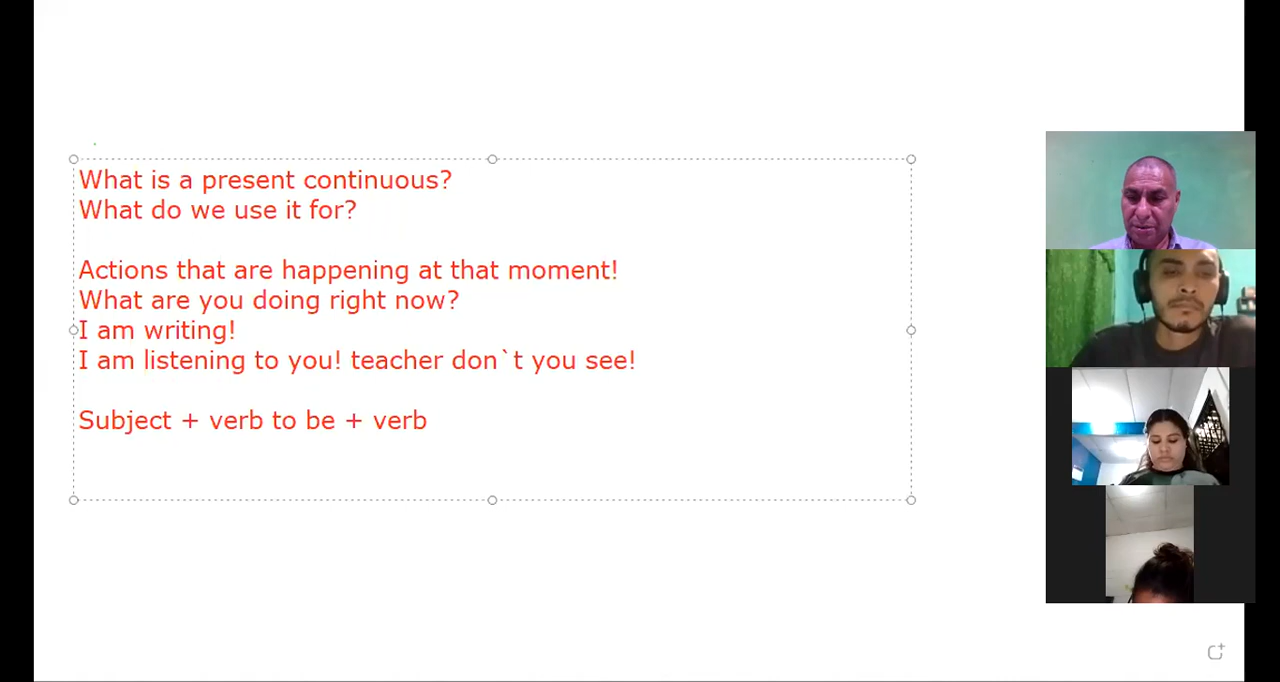 What is a present continuous?
What do we use it for?
Actions that are happening at that moment!
What are you doing right now?
I am writing!
I am listening to you! teacher don`t you see!
Subject + verb to be + verb